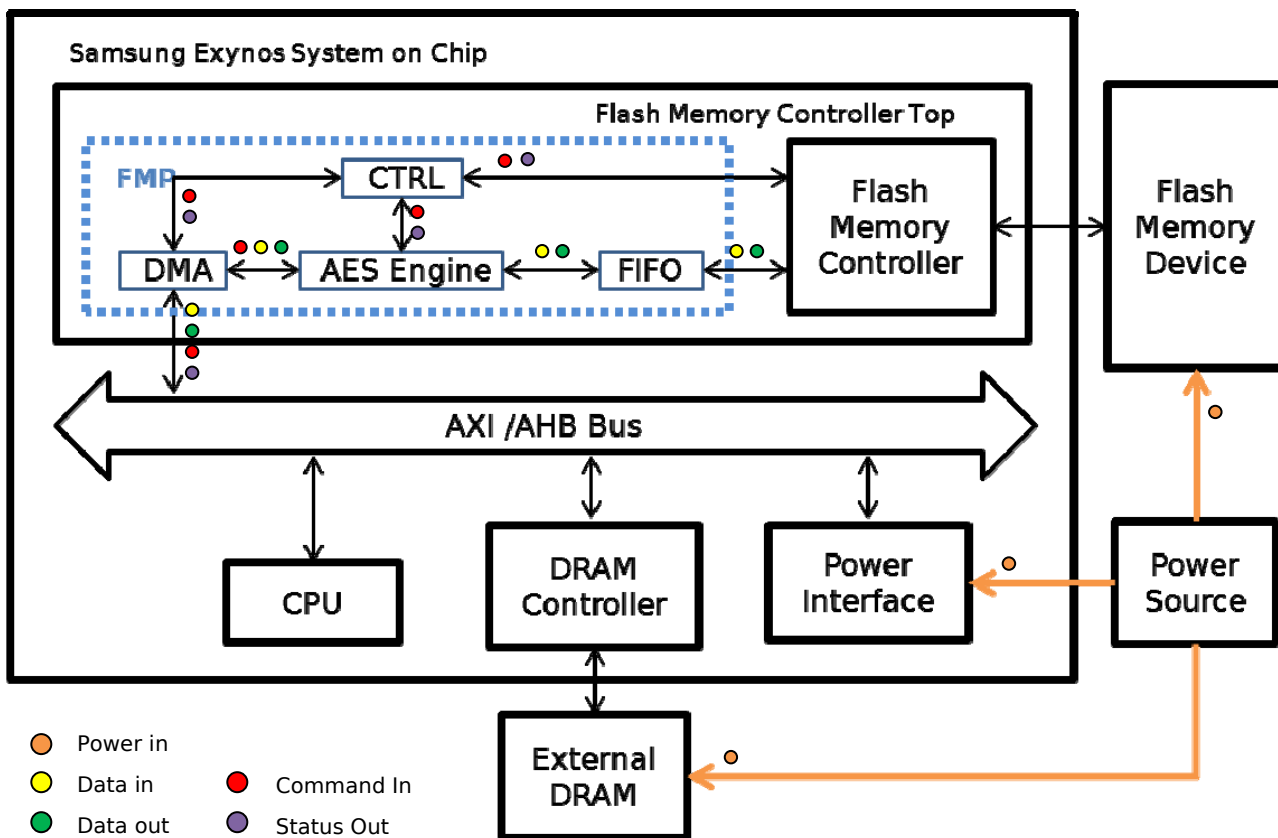 Samsung Exynos System on Chip
Flash Memory Controller Top
FMP
CTRL
DMA
AES Engine
FIFO
Flash
Memory
Controller
Flash
Memory
Device
AXI /AHB Bus
CPU
DRAM
Controller
Power
Interface
Power
Source
External
DRAM
Power in
Data in
Data out
Command In
Status Out